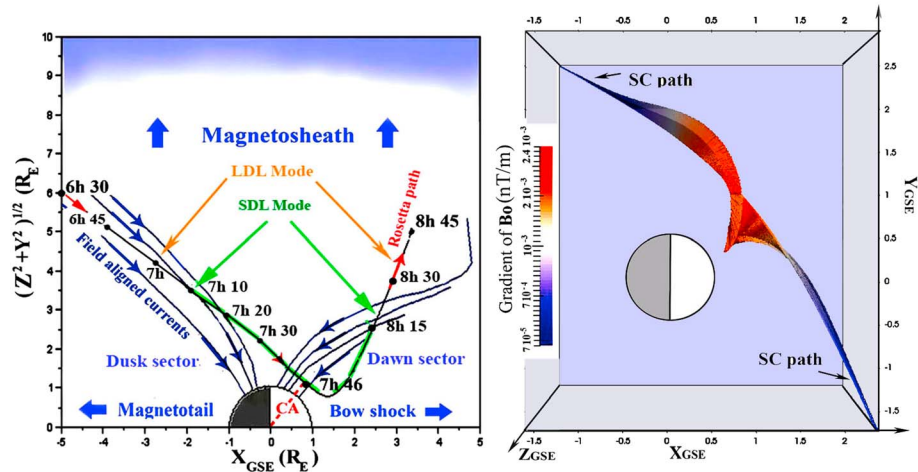 10
9
8
7
6
5
4
3
2
1
0
(Z²+Y²)^1/2 (R_E)
Magnetosheath
LDL Mode
SDL Mode
6h 30
6h 45
7h
7h 10
7h 20
7h 30
7h 46
8h 15
8h 30
8h 45
Rosetta path
Field aligned currents
Dusk sector
Dawn sector
CA
Magnetotail
Bow shock
-5 -4 -3 -2 -1 0 1 2 3 4 5
X_GSE (R_E)
SC path
SC path
Gradient of Bo (nT/m)
2.4 10⁻³
10⁻³
7 10⁻⁴
7 10⁻⁵
2.5
2
1.5
1
0.5
0
-0.5
-1
-1.5
Y_GSE
-1.5 -1 -0.5 0 0.5 1 1.5 2
Z_GSE
X_GSE